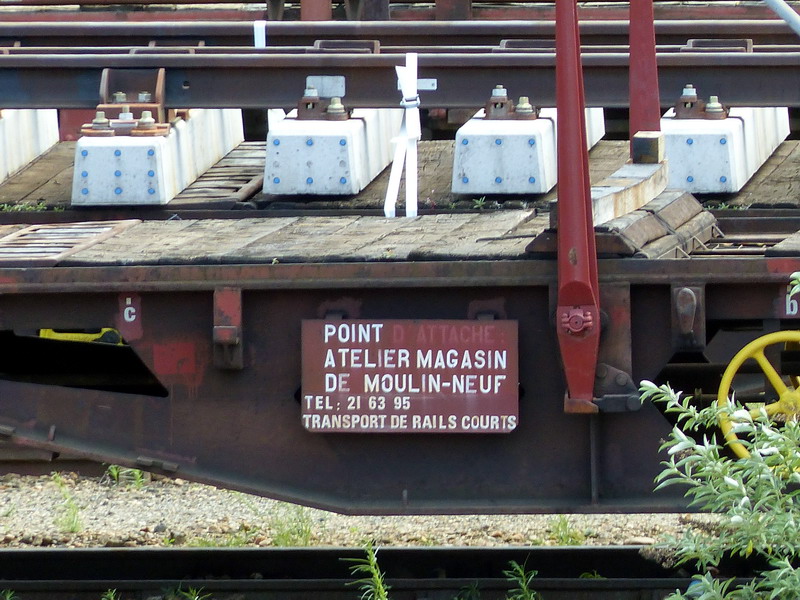 c̈
POINT D ATTACHE:
ATELIER MAGASIN
DE MOULIN-NEUF
TEL: 21 63 95
TRANSPORT DE RAILS COURTS
b